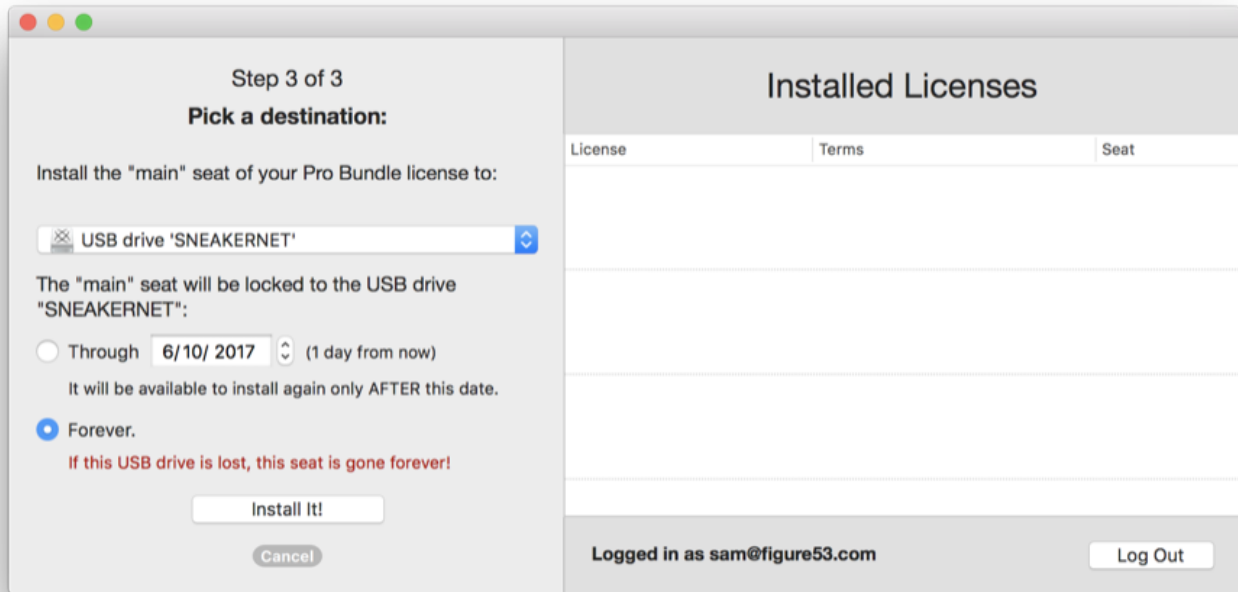 Step 3 of 3
Pick a destination:
Install the "main" seat of your Pro Bundle license to:
USB drive 'SNEAKERNET'
The "main" seat will be locked to the USB drive
"SNEAKERNET":
Through 6/10/ 2017 (1 day from now)
It will be available to install again only AFTER this date.
Forever.
If this USB drive is lost, this seat is gone forever!
Install It!
Cancel
Installed Licenses
License Terms Seat
Logged in as sam@figure53.com Log Out